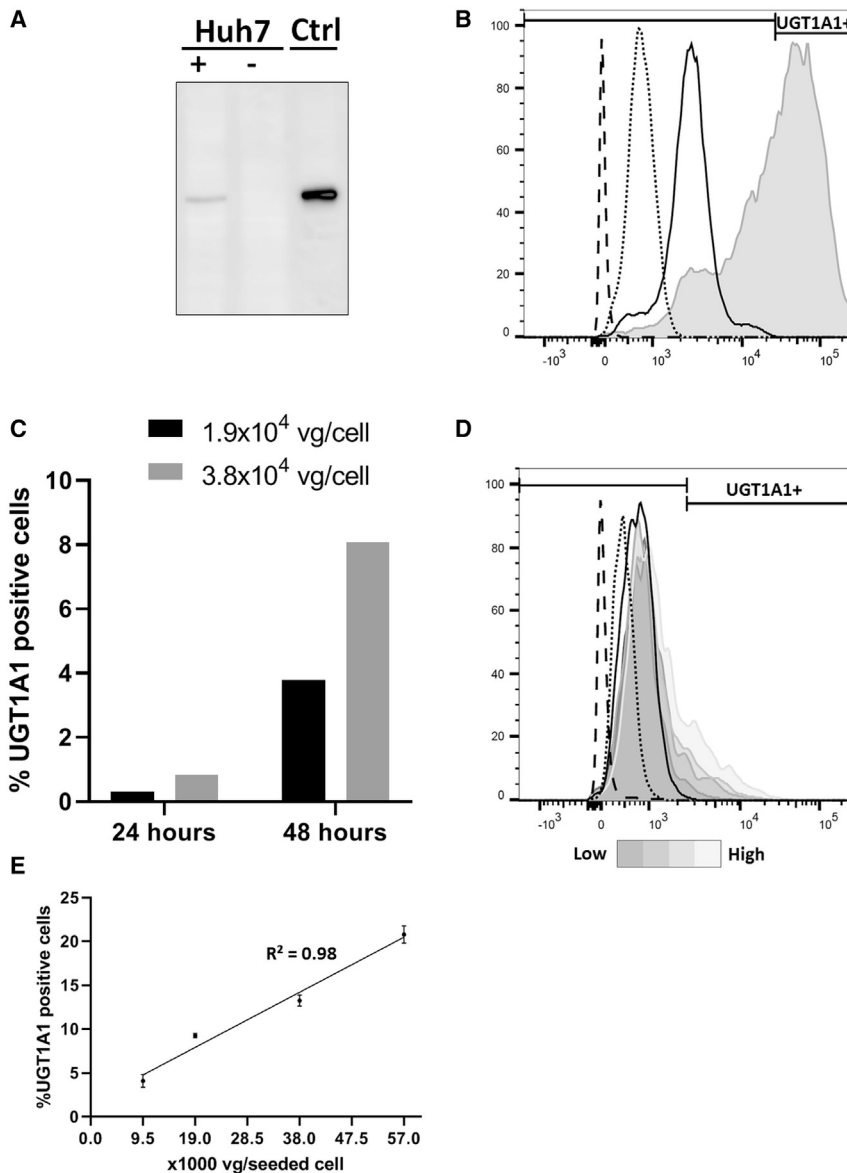 A
Huh7 Ctrl
+ -
B
UGT1A1+
100
80
60
40
20
0
-10³ 0 10³ 10⁴ 10⁵
C
1.9x10⁴ vg/cell
3.8x10⁴ vg/cell
% UGT1A1 positive cells
10
8
6
4
2
0
24 hours 48 hours
D
UGT1A1+
100
80
60
40
20
0
-10³ 0 10³ 10⁴ 10⁵
Low High
E
%UGT1A1 positive cells
25
20
15
10
5
0
R² = 0.98
0.0 9.5 19.0 28.5 38.0 47.5 57.0
x1000 vg/seeded cell